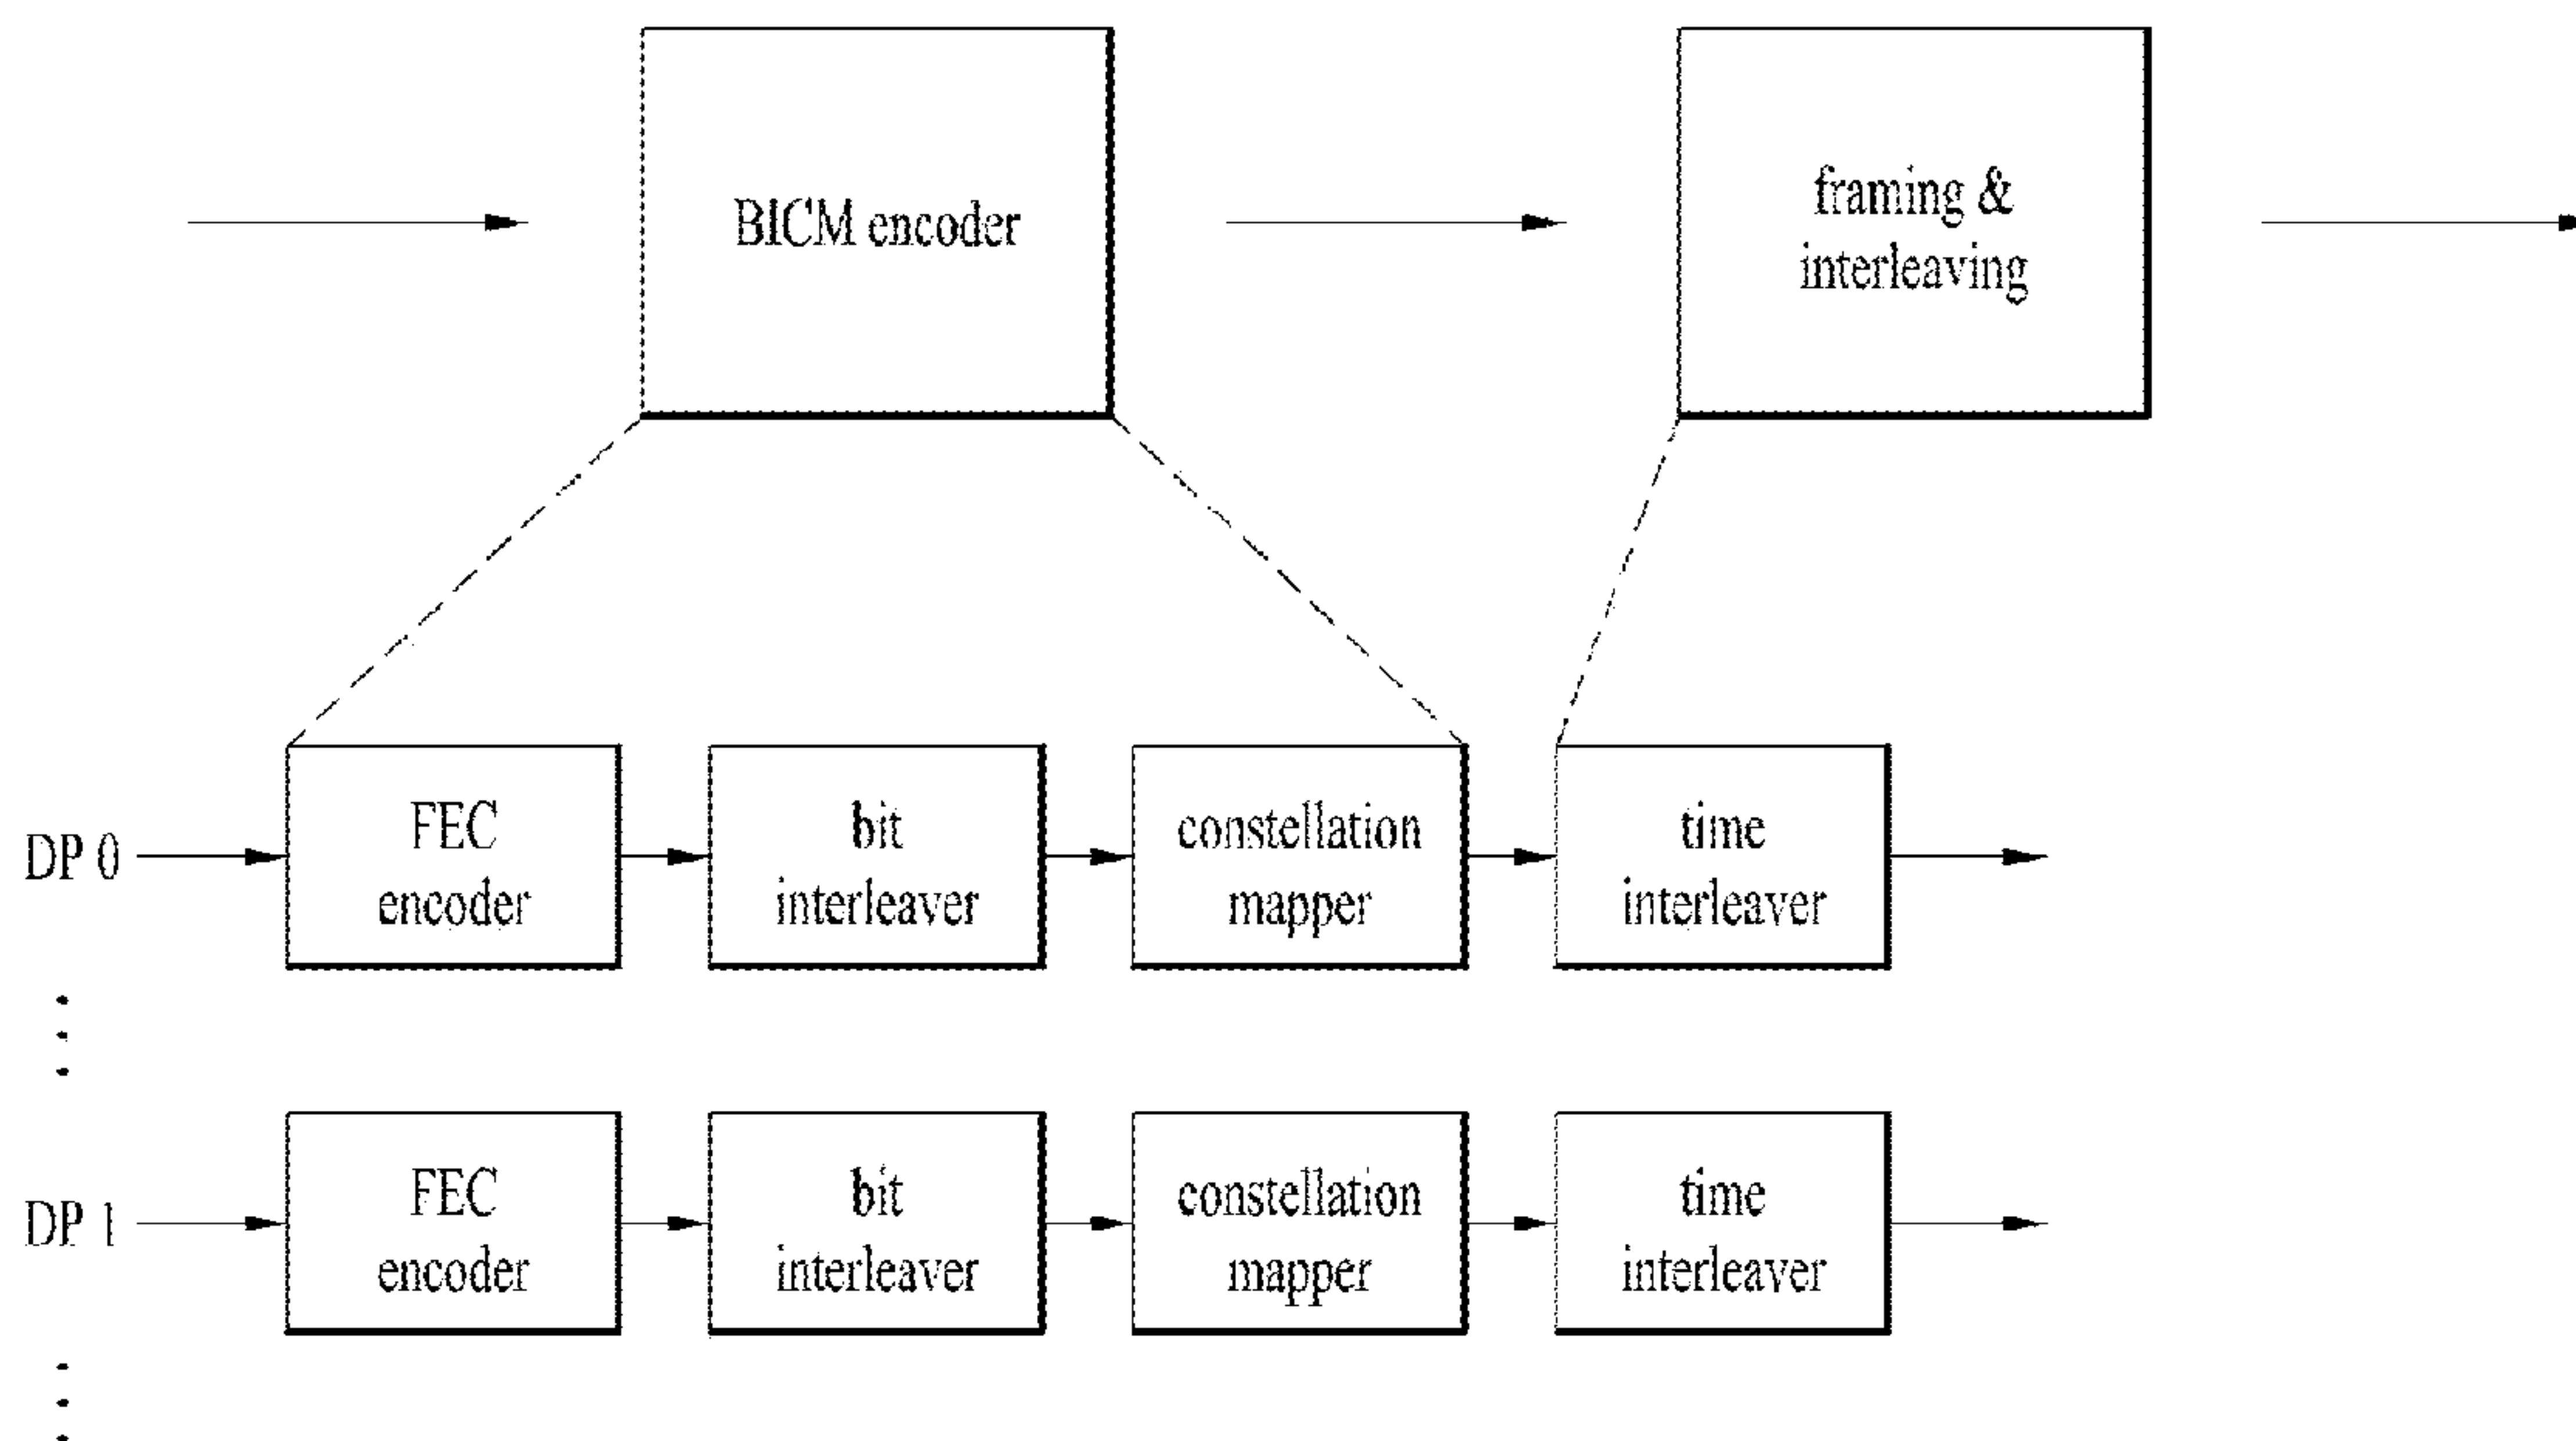 BICM encoder
framing &
interleaving
DP 0
FEC
encoder
bit
interleaver
constellation
mapper
time
interleaver
DP 1
FEC
encoder
bit
interleaver
constellation
mapper
time
interleaver